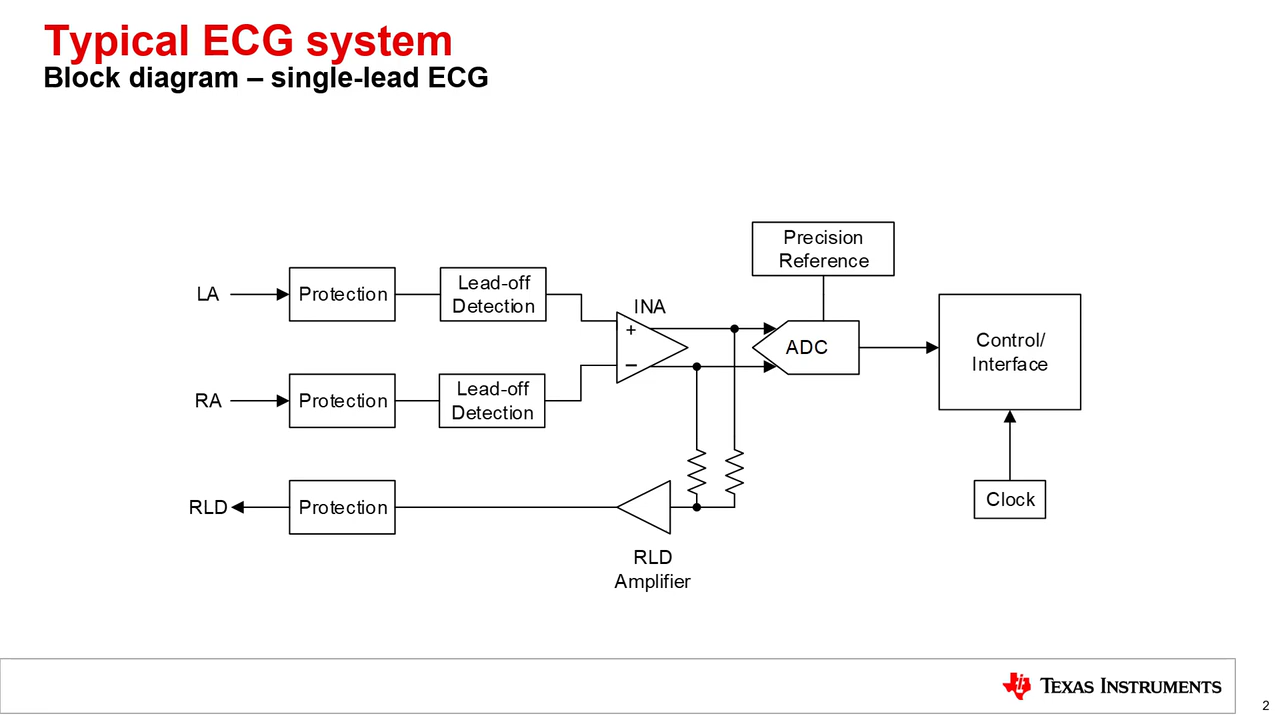 Typical ECG system
Block diagram – single-lead ECG
Precision
Reference
LA
Protection
Lead-off
Detection
INA
+
−
ADC
Control/
Interface
RA
Protection
Lead-off
Detection
RLD
Protection
Clock
RLD
Amplifier
TEXAS INSTRUMENTS
2